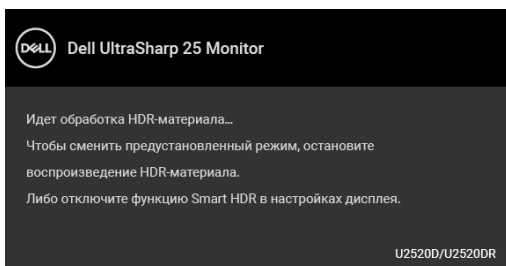 DELL Dell UltraSharp 25 Monitor
Идет обработка HDR-материала...
Чтобы сменить предустановленный режим, остановите
воспроизведение HDR-материала.
Либо отключите функцию Smart HDR в настройках дисплея.
U2520D/U2520DR